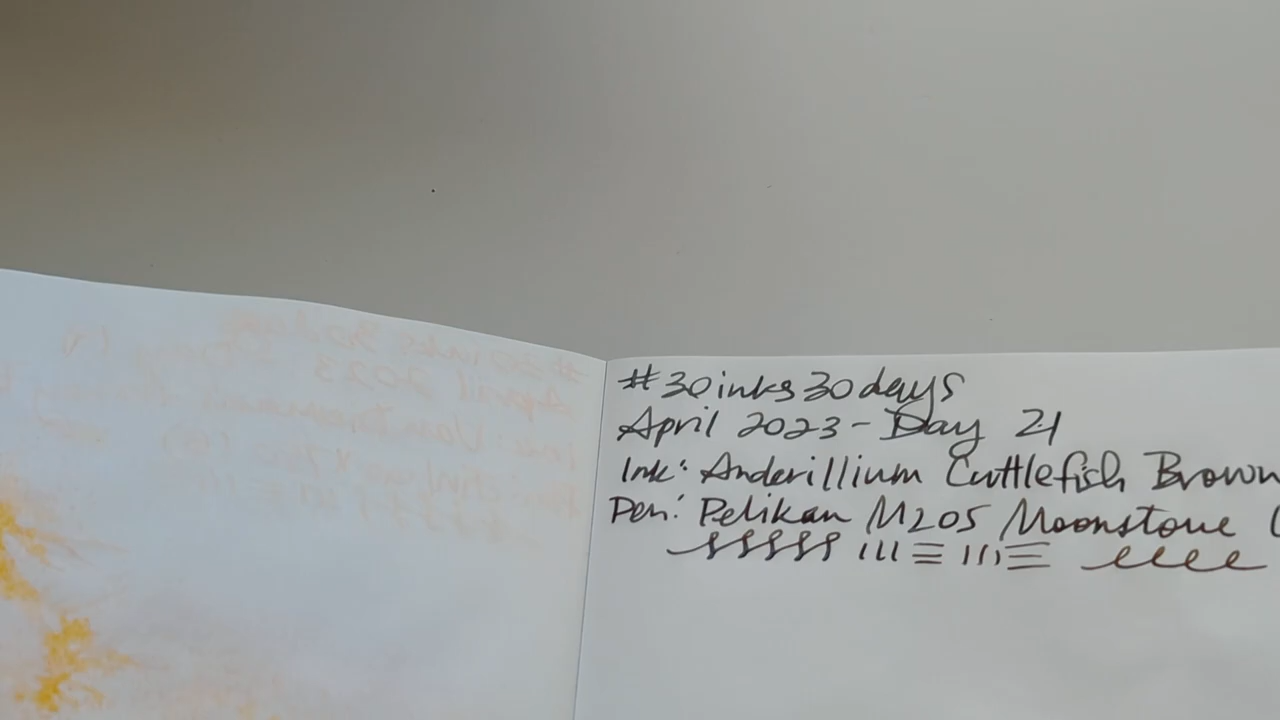 #30inks30days
April 2023 - Day 21
Ink: Anderillium Cuttlefish Brown
Pen: Pelikan M205 Moonstone (